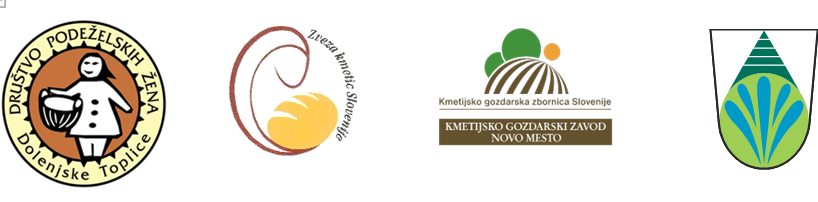 DRUŠTVO PODEŽELSKIH ŽENA
Dolenjske Toplice
Zveza kmetic Slovenije
Kmetijsko gozdarska zbornica Slovenije
KMETIJSKO GOZDARSKI ZAVOD
NOVO MESTO